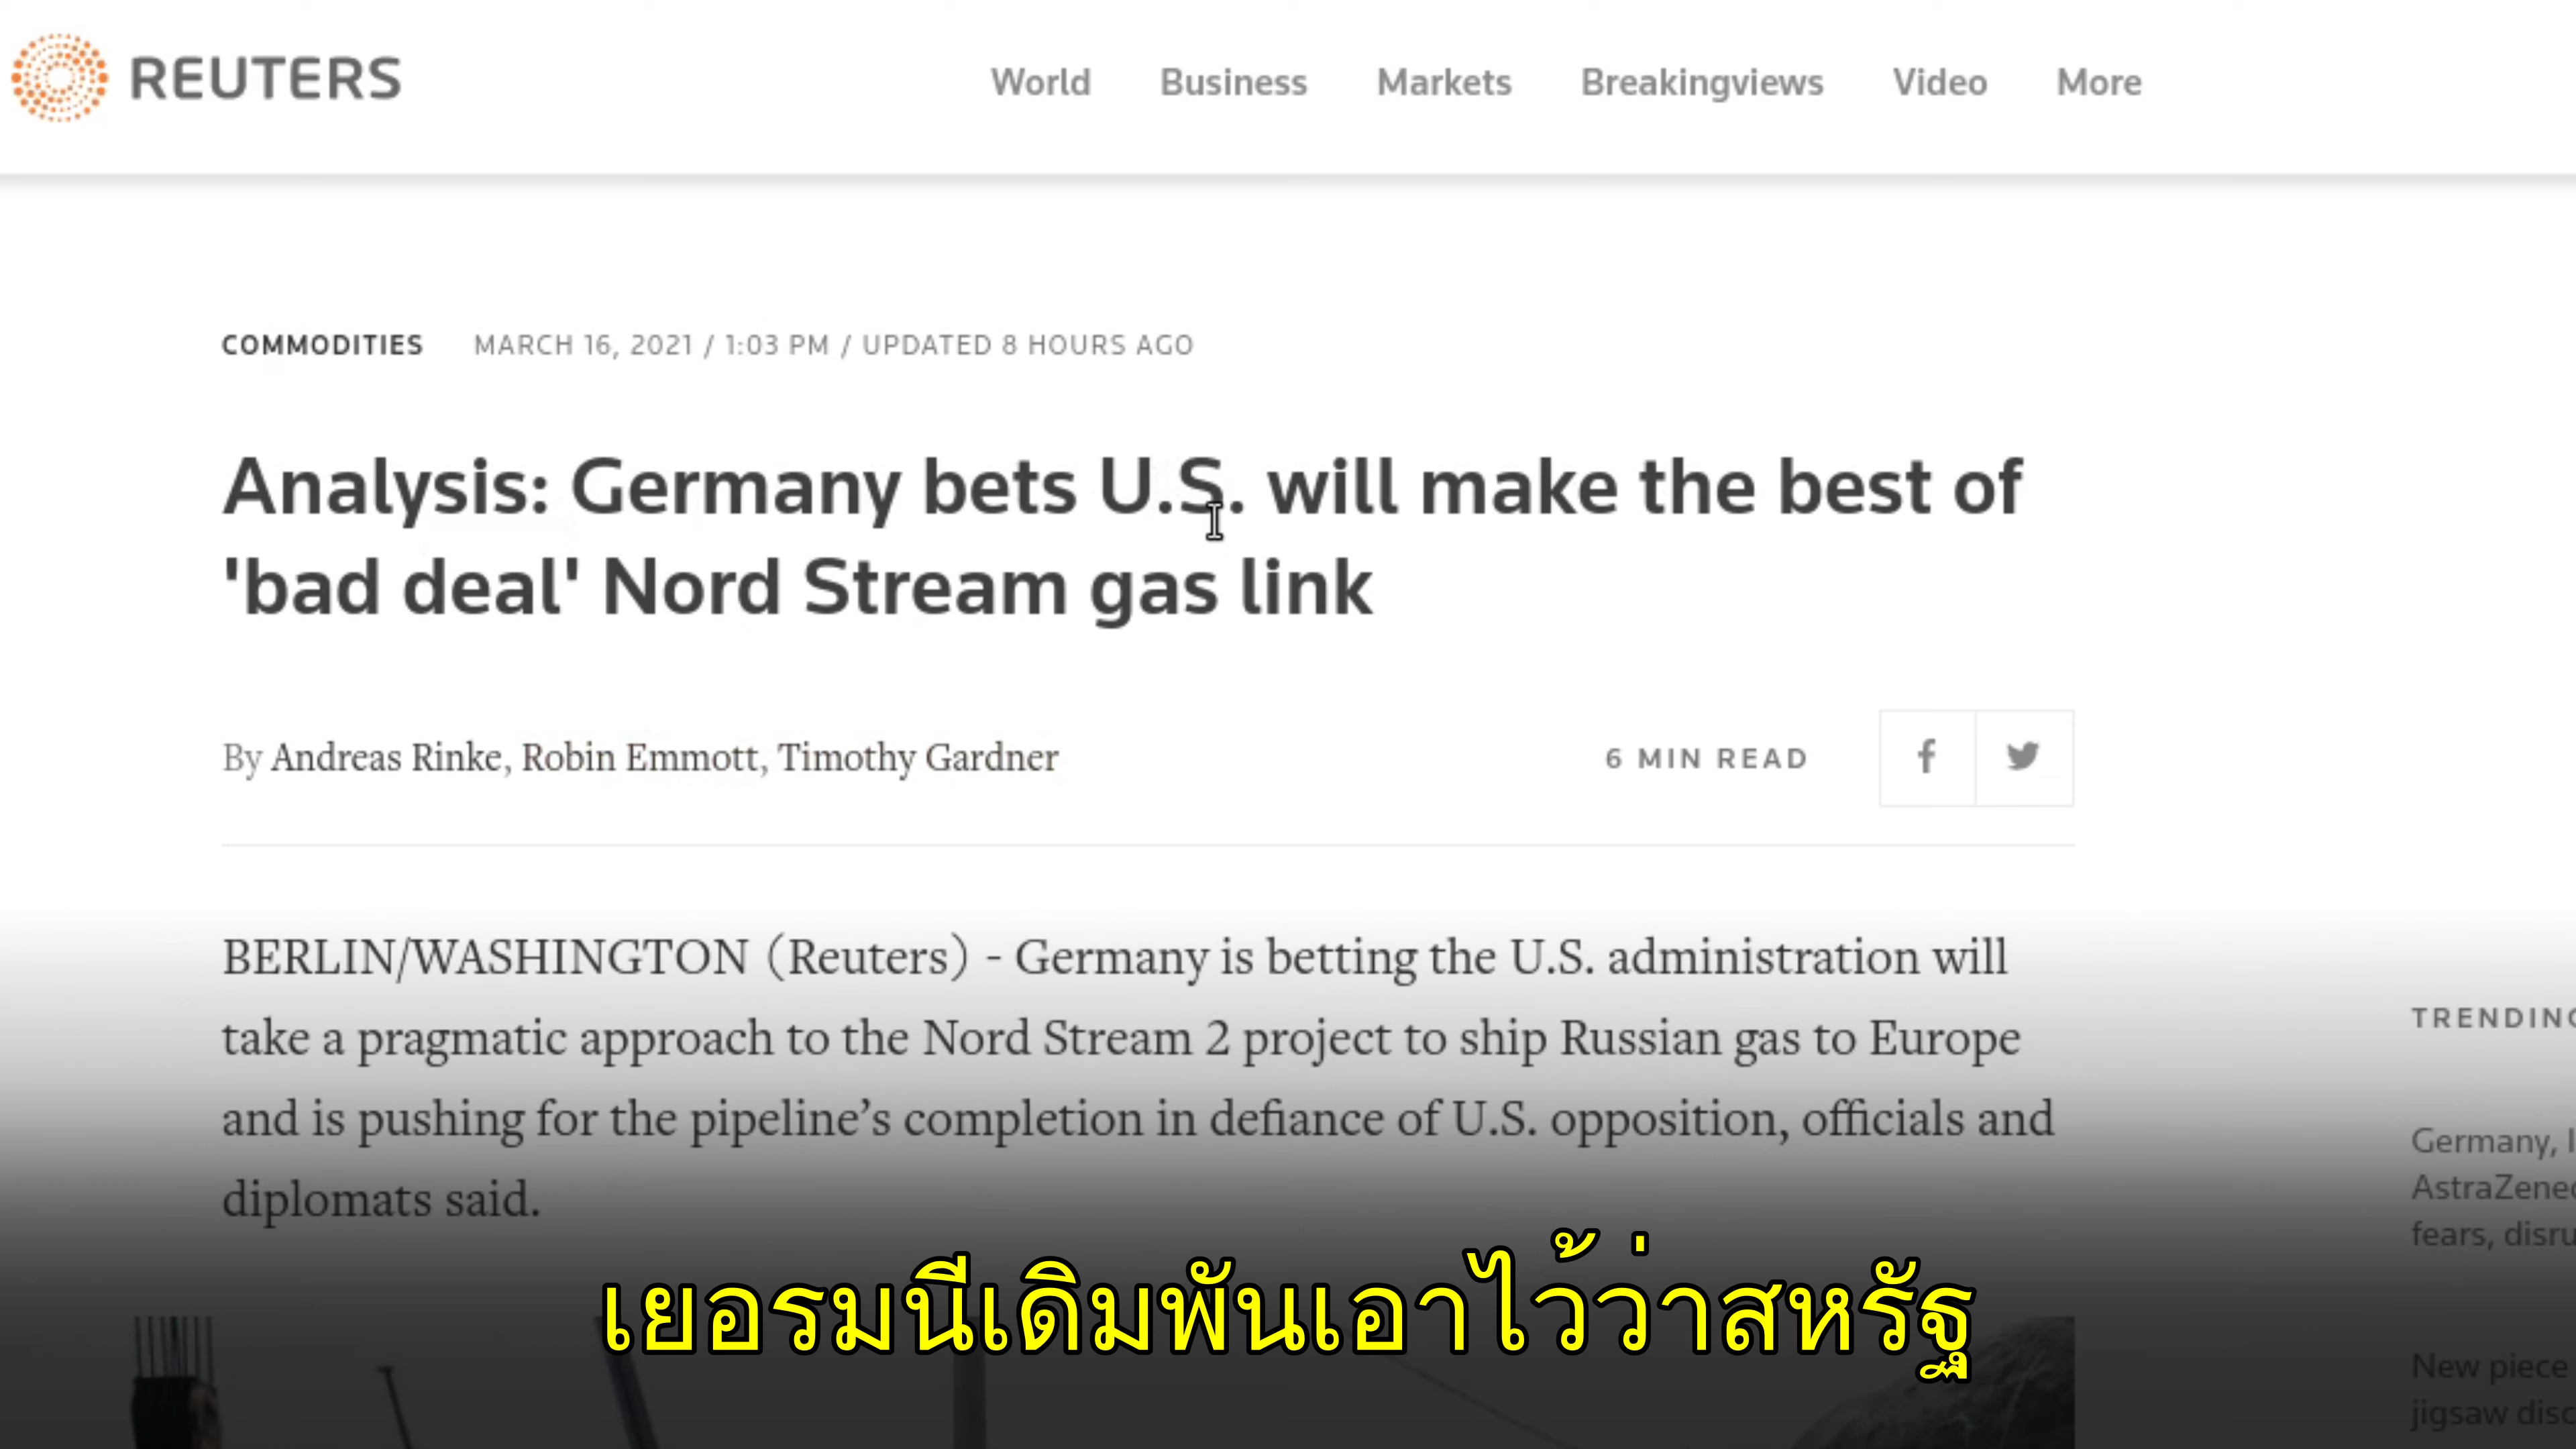 REUTERS
World Business Markets Breakingviews Video More
COMMODITIES MARCH 16, 2021 / 1:03 PM / UPDATED 8 HOURS AGO
Analysis: Germany bets U.S. will make the best of
'bad deal' Nord Stream gas link
By Andreas Rinke, Robin Emmott, Timothy Gardner
6 MIN READ
BERLIN/WASHINGTON (Reuters) - Germany is betting the U.S. administration will
take a pragmatic approach to the Nord Stream 2 project to ship Russian gas to Europe
and is pushing for the pipeline’s completion in defiance of U.S. opposition, officials and
diplomats said.
TRENDING
Germany,
fears,
New piece
jigsaw
เยอรมนีเดิมพันเอาไว้ว่าสหรัฐ